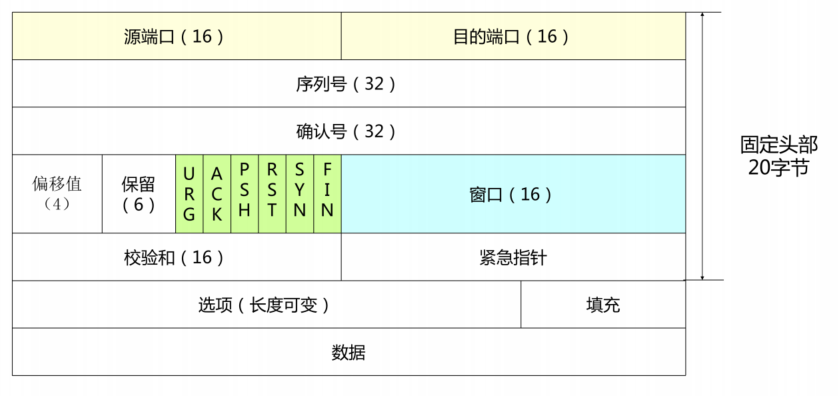 源端口（16）
目的端口（16）
序列号（32）
确认号（32）
偏移值
（4）
保留
（6）
URG
ACK
PSH
RST
SYN
FIN
窗口（16）
校验和（16）
紧急指针
选项（长度可变）
填充
数据
固定头部
20字节